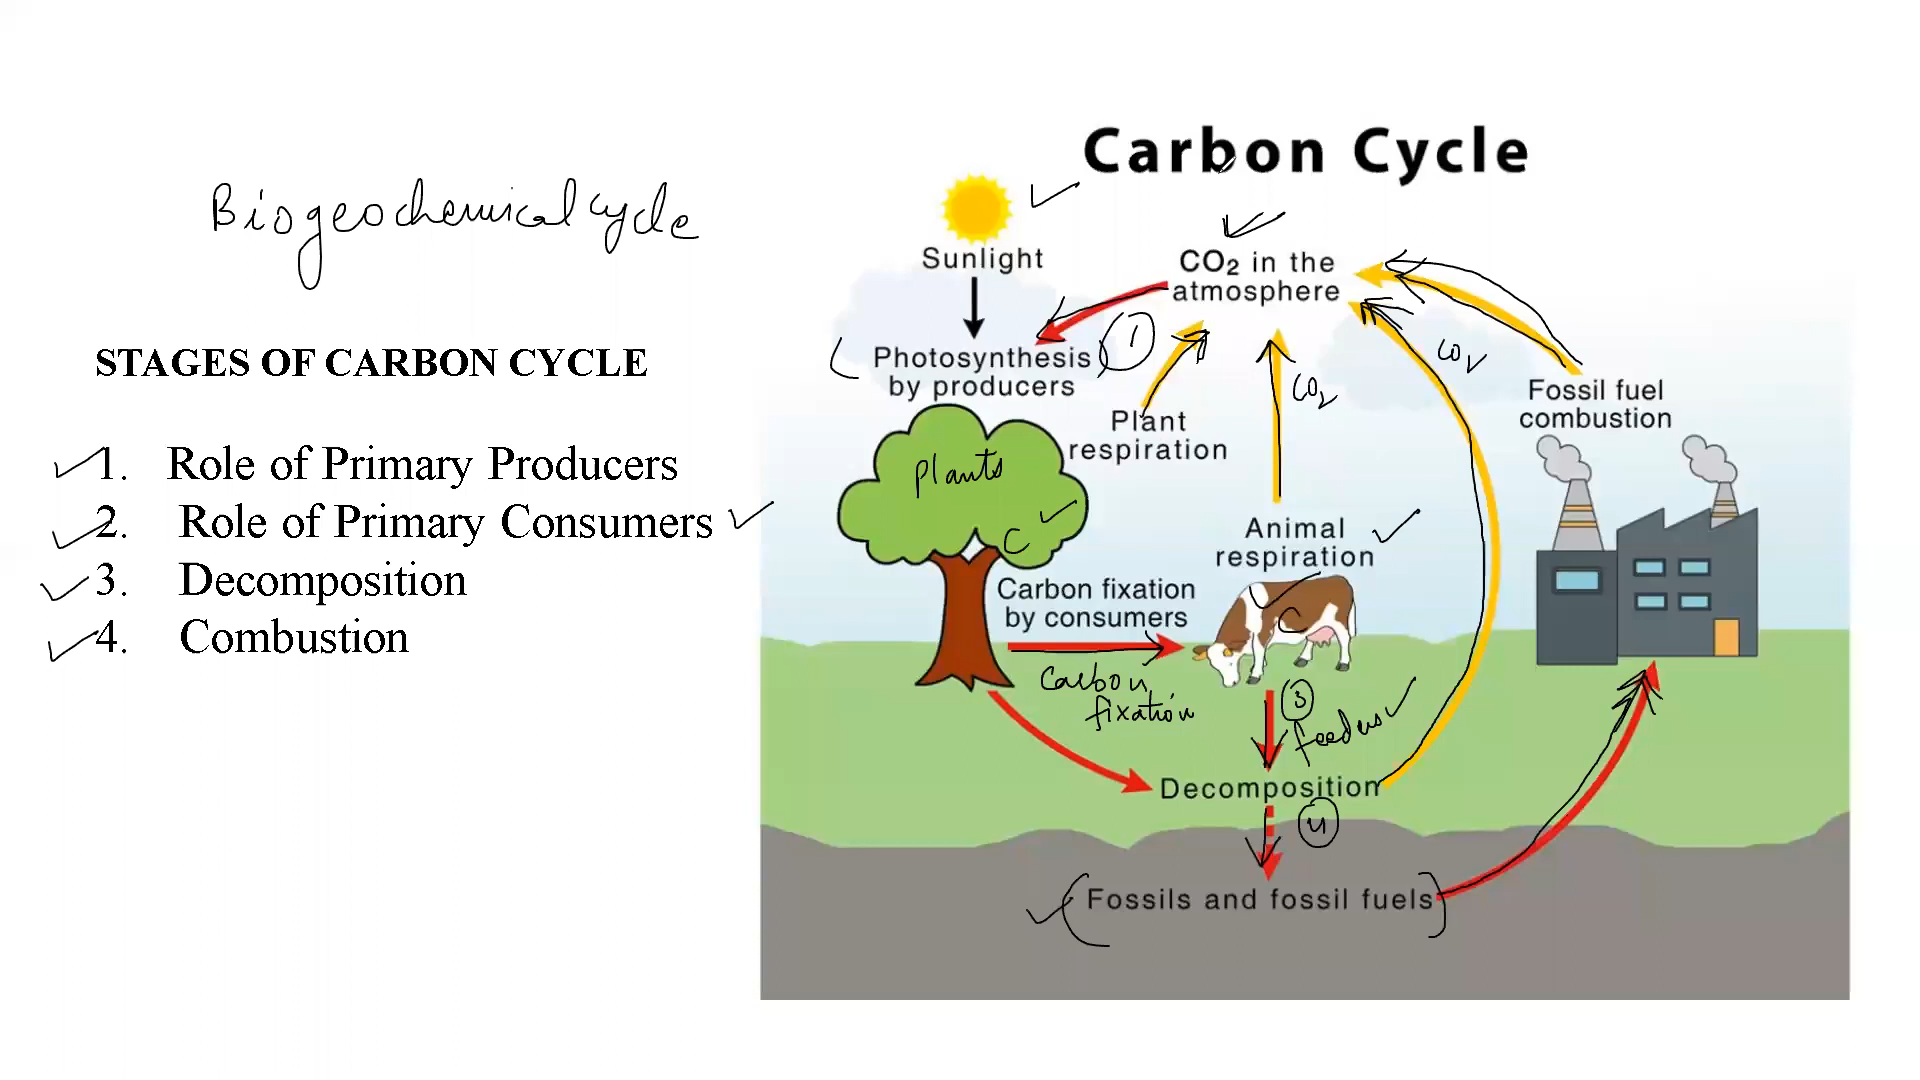 Biogeochemical cycle
STAGES OF CARBON CYCLE
1. Role of Primary Producers
2. Role of Primary Consumers
3. Decomposition
4. Combustion
Carbon Cycle
Sunlight
CO₂ in the
atmosphere
Photosynthesis
by producers
1
Plant
respiration
CO₂
CO₂
Fossil fuel
combustion
Plants
C
Animal
respiration
Carbon fixation
by consumers
C
Carbon
fixation
3
feeders
Decomposition
4
Fossils and fossil fuels